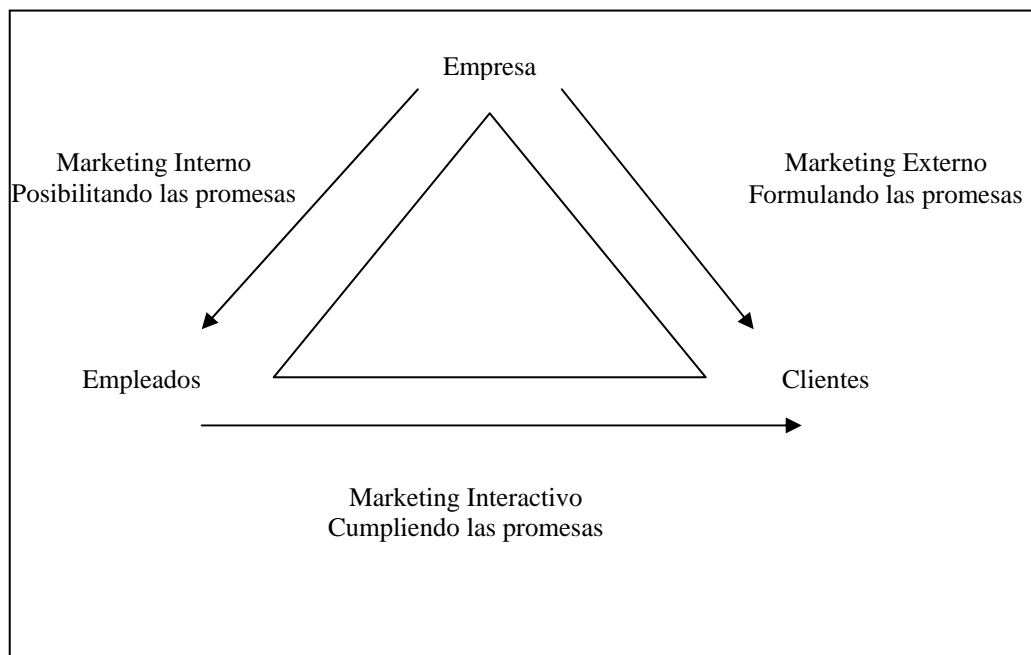 Empresa
Marketing Interno
Posibilitando las promesas
Marketing Externo
Formulando las promesas
Empleados
Clientes
Marketing Interactivo
Cumpliendo las promesas